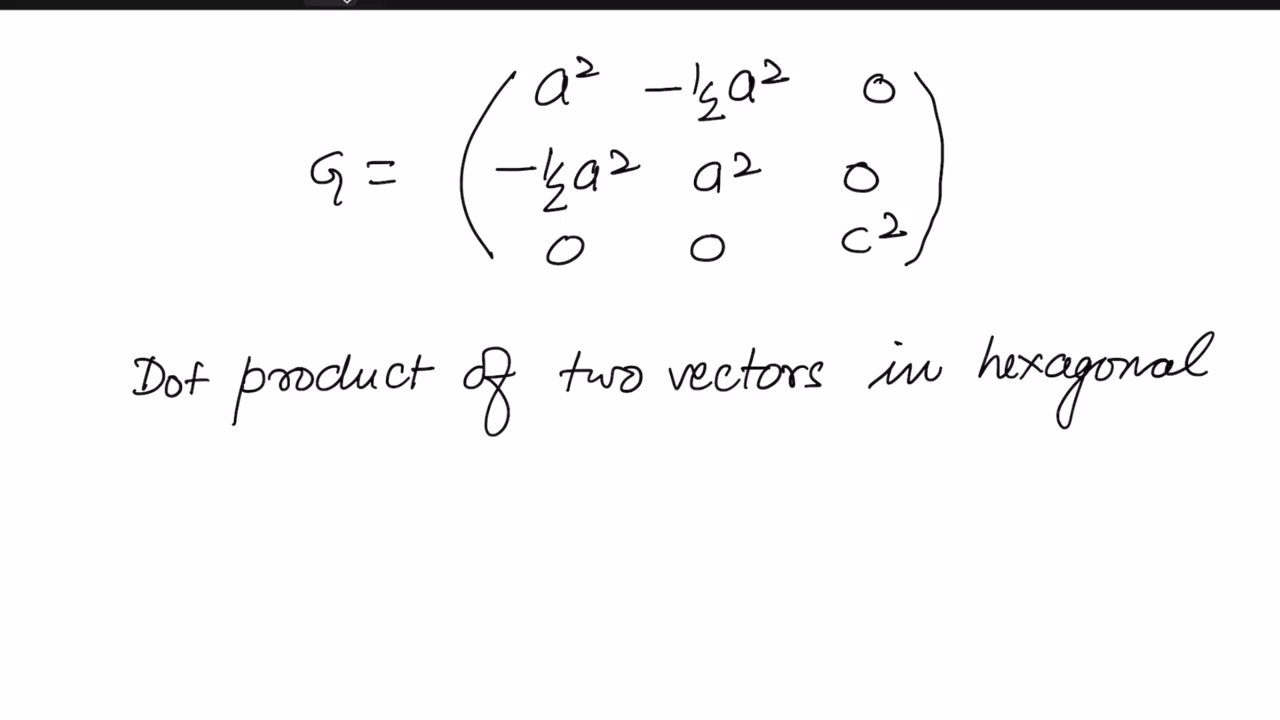 G = ( a² -½a² 0
-½a² a² 0
0 0 c² )
Dot product of two vectors in hexagonal